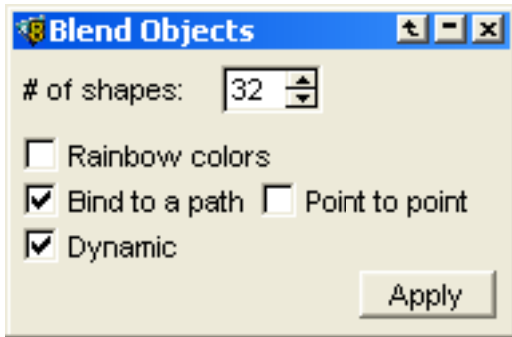 Blend Objects
# of shapes: 32
Rainbow colors
Bind to a path Point to point
Dynamic
Apply